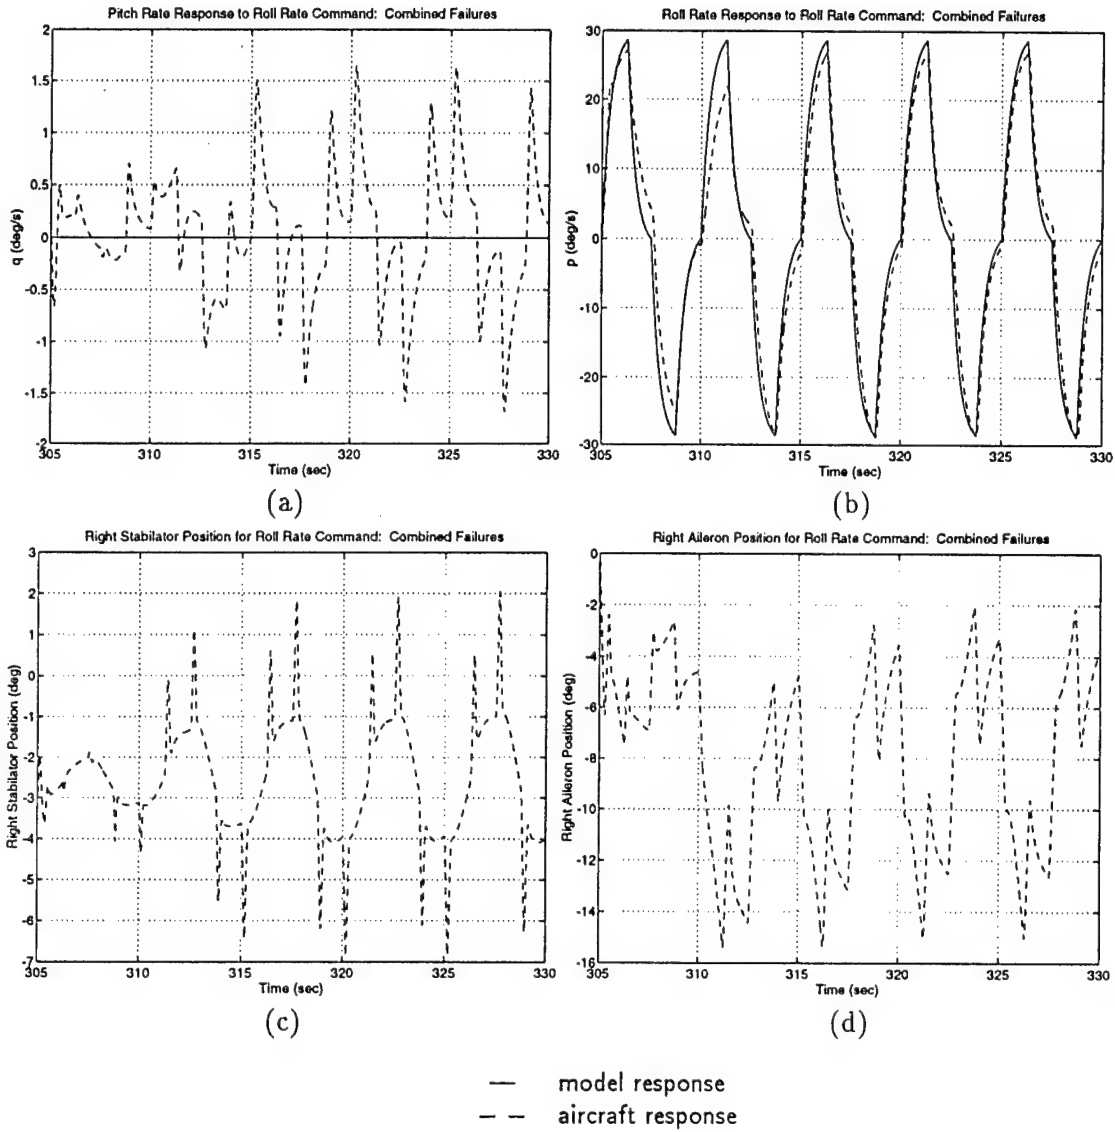 Pitch Rate Response to Roll Rate Command: Combined Failures
2
1.5
1
0.5
0
-0.5
-1
-1.5
-2
q (deg/s)
305 310 315 320 325 330
Time (sec)
(a)
Roll Rate Response to Roll Rate Command: Combined Failures
30
20
10
0
-10
-20
-30
p (deg/s)
305 310 315 320 325 330
Time (sec)
(b)
Right Stabilator Position for Roll Rate Command: Combined Failures
3
2
1
0
-1
-2
-3
-4
-5
-6
-7
Right Stabilator Position (deg)
305 310 315 320 325 330
Time (sec)
(c)
Right Aileron Position for Roll Rate Command: Combined Failures
0
-2
-4
-6
-8
-10
-12
-14
-16
Right Aileron Position (deg)
305 310 315 320 325 330
Time (sec)
(d)
model response
aircraft response